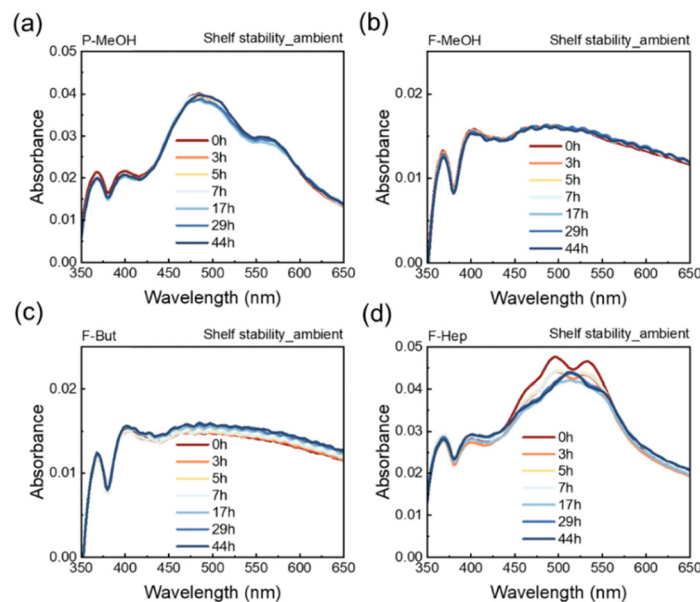 (a)
P-MeOH Shelf stability_ambient
0.05
0.04
0.03
0.02
0.01
0.00
Absorbance
0h
3h
5h
7h
17h
29h
44h
350 400 450 500 550 600 650
Wavelength (nm)
(b)
F-MeOH Shelf stability_ambient
0.02
0.01
0.00
Absorbance
0h
3h
5h
7h
17h
29h
44h
350 400 450 500 550 600 650
Wavelength (nm)
(c)
F-But Shelf stability_ambient
0.02
0.01
0.00
Absorbance
0h
3h
5h
7h
17h
29h
44h
350 400 450 500 550 600 650
Wavelength (nm)
(d)
F-Hep Shelf stability_ambient
0.05
0.04
0.03
0.02
0.01
0.00
Absorbance
0h
3h
5h
7h
17h
29h
44h
350 400 450 500 550 600 650
Wavelength (nm)